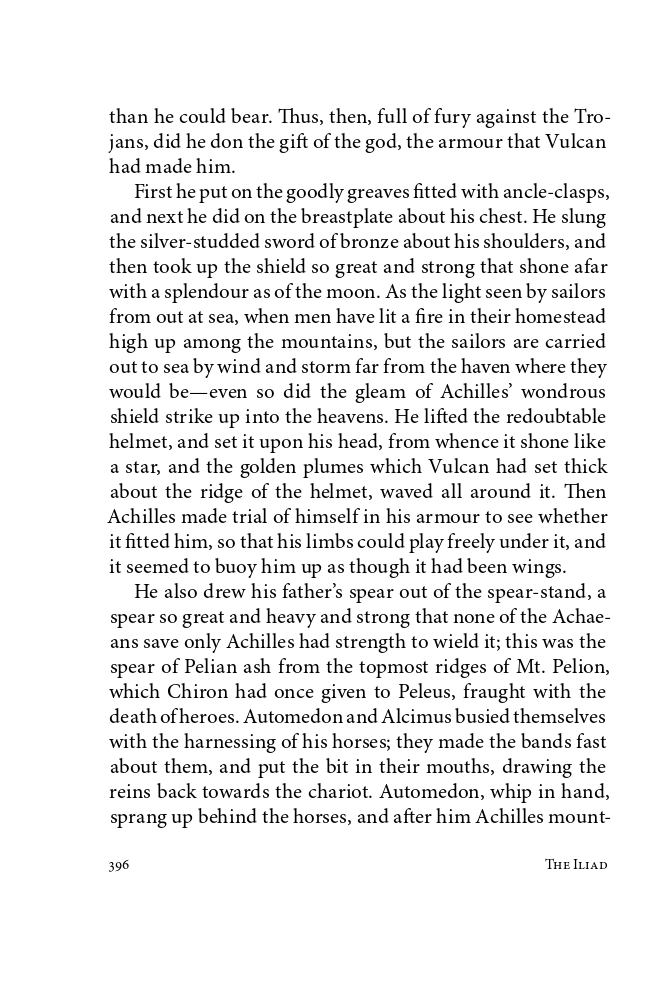 than he could bear. Thus, then, full of fury against the Tro-
jans, did he don the gift of the god, the armour that Vulcan
had made him.
First he put on the goodly greaves fitted with ancle-clasps,
and next he did on the breastplate about his chest. He slung
the silver-studded sword of bronze about his shoulders, and
then took up the shield so great and strong that shone afar
with a splendour as of the moon. As the light seen by sailors
from out at sea, when men have lit a fire in their homestead
high up among the mountains, but the sailors are carried
out to sea by wind and storm far from the haven where they
would be—even so did the gleam of Achilles’ wondrous
shield strike up into the heavens. He lifted the redoubtable
helmet, and set it upon his head, from whence it shone like
a star, and the golden plumes which Vulcan had set thick
about the ridge of the helmet, waved all around it. Then
Achilles made trial of himself in his armour to see whether
it fitted him, so that his limbs could play freely under it, and
it seemed to buoy him up as though it had been wings.
He also drew his father’s spear out of the spear-stand, a
spear so great and heavy and strong that none of the Achae-
ans save only Achilles had strength to wield it; this was the
spear of Pelian ash from the topmost ridges of Mt. Pelion,
which Chiron had once given to Peleus, fraught with the
death of heroes. Automedon and Alcimus busied themselves
with the harnessing of his horses; they made the bands fast
about them, and put the bit in their mouths, drawing the
reins back towards the chariot. Automedon, whip in hand,
sprang up behind the horses, and after him Achilles mount-
396 The Iliad